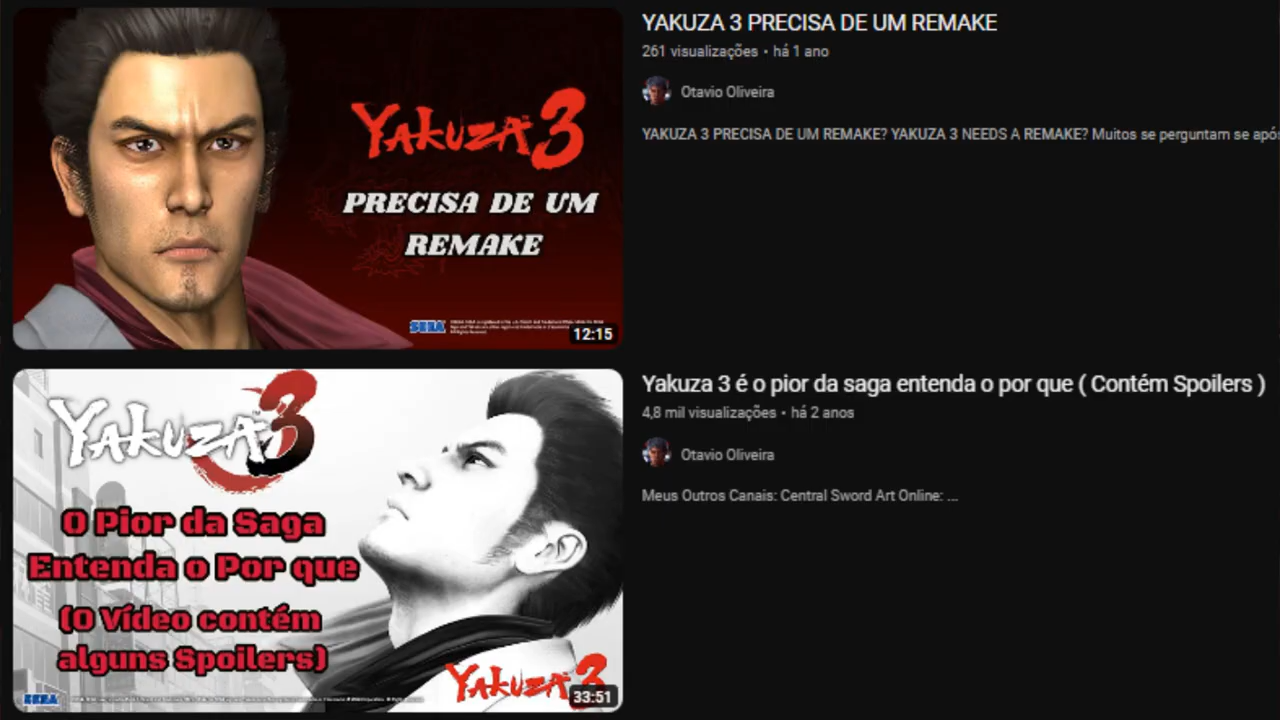 YAKUZA 3
PRECISA DE UM
REMAKE
SEGA
12:15
YAKUZA 3 PRECISA DE UM REMAKE
261 visualizações • há 1 ano
Otavio Oliveira
YAKUZA 3 PRECISA DE UM REMAKE? YAKUZA 3 NEEDS A REMAKE? Muitos se perguntam se após
YAKUZA 3
O Pior da Saga
Entenda o Por que
(O Vídeo contém
alguns Spoilers)
SEGA
YAKUZA 3
33:51
Yakuza 3 é o pior da saga entenda o por que ( Contém Spoilers )
4,8 mil visualizações • há 2 anos
Otavio Oliveira
Meus Outros Canais: Central Sword Art Online: ...